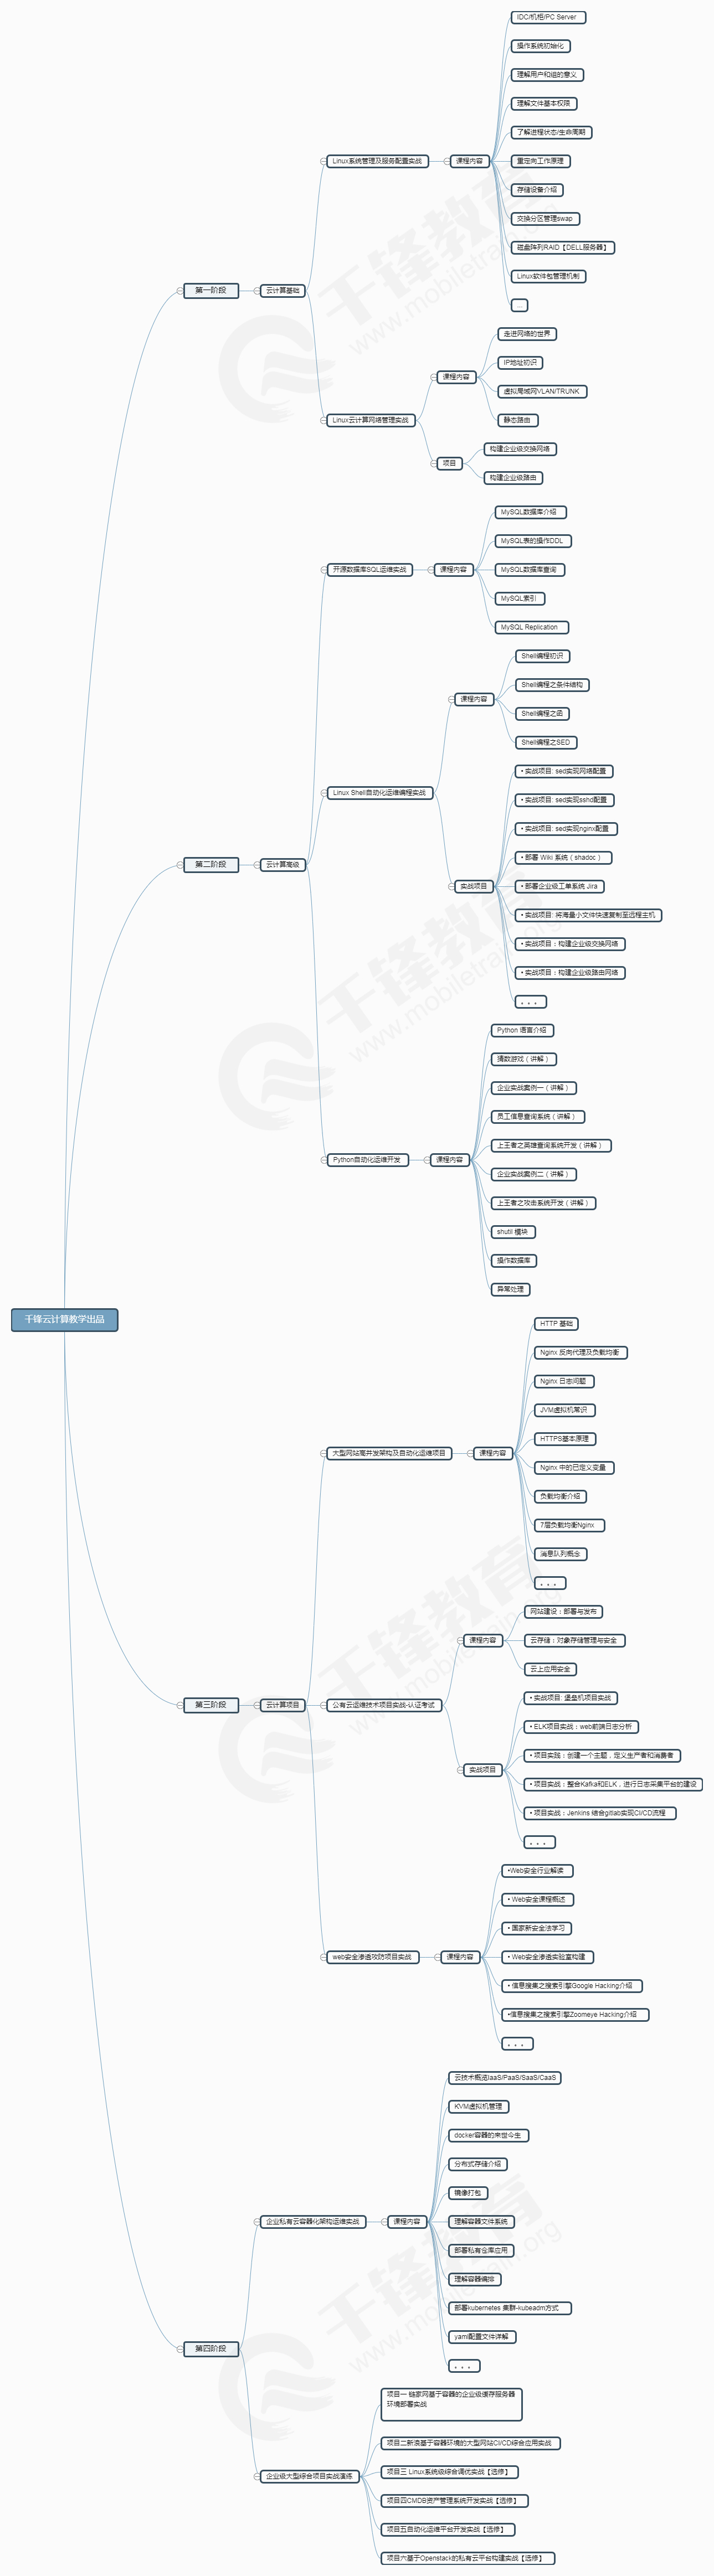 千锋云计算教学出品
第一阶段
云计算基础
Linux系统管理及服务配置实战
课程内容
IDC/机柜/PC Server
操作系统初始化
理解用户和组的意义
理解文件基本权限
了解进程状态/生命周期
重定向工作原理
存储设备介绍
交换分区管理swap
磁盘阵列RAID【DELL服务器】
Linux软件包管理机制
...
Linux云计算网络管理实战
课程内容
走进网络的世界
IP地址初识
虚拟局域网VLAN/TRUNK
静态路由
项目
构建企业级交换网络
构建企业级路由
第二阶段
云计算高级
开源数据库SQL运维实战
课程内容
MySQL数据库介绍
MySQL表的操作DDL
MySQL数据库查询
MySQL索引
MySQL Replication
Linux Shell自动化运维编程实战
课程内容
Shell编程初识
Shell编程之条件结构
Shell编程之函
Shell编程之SED
实战项目
• 实战项目: sed实现网络配置
• 实战项目: sed实现sshd配置
• 实战项目: sed实现nginx配置
• 部署 Wiki 系统（shadoc）
• 部署企业级工单系统 Jira
• 实战项目: 将海量小文件快速复制至远程主机
• 实战项目：构建企业级交换网络
• 实战项目：构建企业级路由网络
。。。
Python自动化运维开发
课程内容
Python 语言介绍
猜数游戏（讲解）
企业实战案例一（讲解）
员工信息查询系统（讲解）
上王者之英雄查询系统开发（讲解）
企业实战案例二（讲解）
上王者之攻击系统开发（讲解）
shutil 模块
操作数据库
异常处理
第三阶段
云计算项目
大型网站高并发架构及自动化运维项目
课程内容
HTTP 基础
Nginx 反向代理及负载均衡
Nginx 日志问题
JVM虚拟机常识
HTTPS基本原理
Nginx 中的已定义变量
负载均衡介绍
7层负载均衡Nginx
消息队列概念
。。。
公有云运维技术项目实战-认证考试
课程内容
网站建设：部署与发布
云存储：对象存储管理与安全
云上应用安全
实战项目
• 实战项目: 堡垒机项目实战
• ELK项目实战：web前端日志分析
• 项目实践：创建一个主题，定义生产者和消费者
• 项目实战：整合Kafka和ELK，进行日志采集平台的建设
• 项目实战：Jenkins 结合gitlab实现CI/CD流程
。。。
web安全渗透攻防项目实战
课程内容
•Web安全行业解读
• Web安全课程概述
• 国家新安全法学习
• Web安全渗透实验室构建
• 信息搜集之搜索引擎Google Hacking介绍
•信息搜集之搜索引擎Zoomeye Hacking介绍
。。。
第四阶段
企业私有云容器化架构运维实战
课程内容
云技术概览IaaS/PaaS/SaaS/CaaS
KVM虚拟机管理
docker容器的来世今生
分布式存储介绍
镜像打包
理解容器文件系统
部署私有仓库应用
理解容器编排
部署kubernetes 集群-kubeadm方式
yaml配置文件详解
。。。
企业级大型综合项目实战演练
项目一 链家网基于容器的企业级缓存服务器
环境部署实战
项目二新浪基于容器环境的大型网站CI/CD综合应用实战
项目三 Linux系统级综合调优实战【选修】
项目四CMDB资产管理系统开发实战【选修】
项目五自动化运维平台开发实战【选修】
项目六基于Openstack的私有云平台构建实战【选修】
千锋教育
www.mobiletrain.org
千锋教育
www.mobiletrain.org
千锋教育
www.mobiletrain.org
千锋教育
www.mobiletrain.org